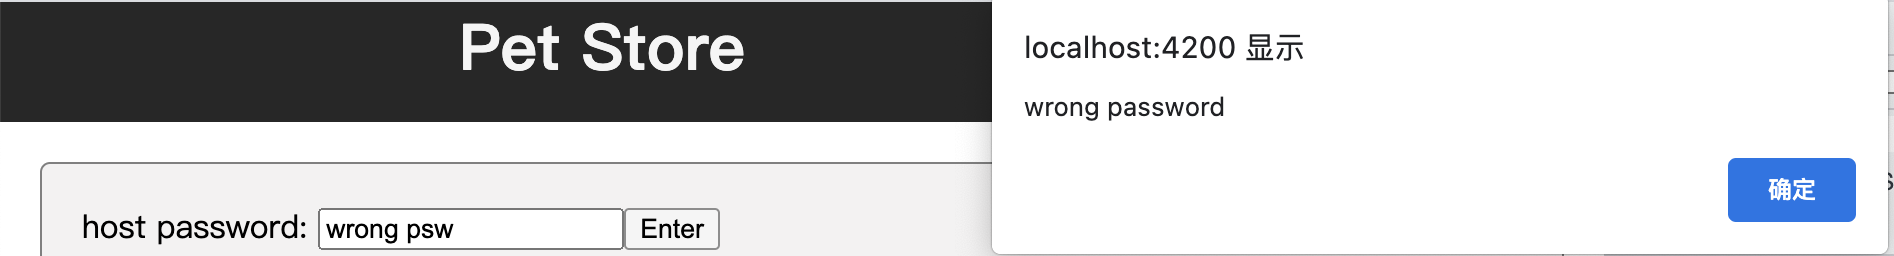 Pet Store
localhost:4200 显示
wrong password
确定
host password: wrong psw Enter